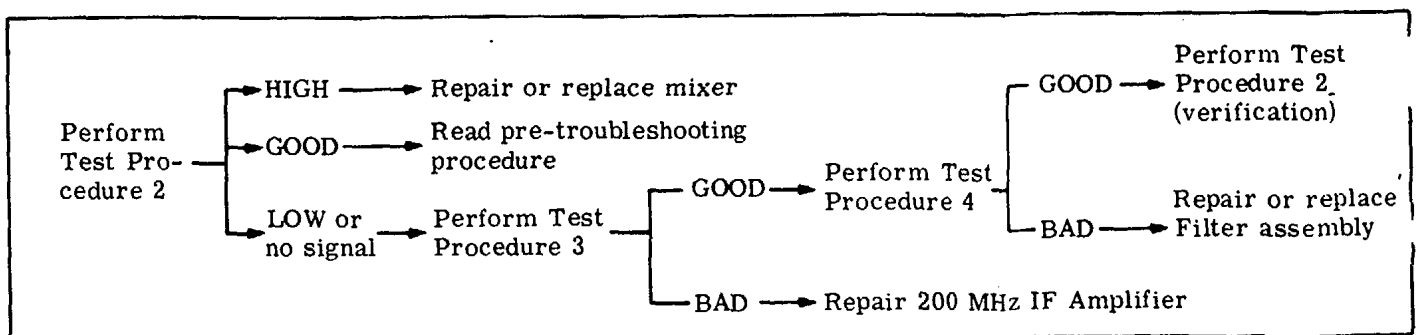 Perform
Test Pro-
cedure 2
HIGH
Repair or replace mixer
GOOD
Read pre-troubleshooting
procedure
LOW or
no signal
Perform Test
Procedure 3
GOOD
Perform Test
Procedure 4
GOOD
Perform Test
Procedure 2
(verification)
BAD
Repair or replace
Filter assembly
BAD
Repair 200 MHz IF Amplifier